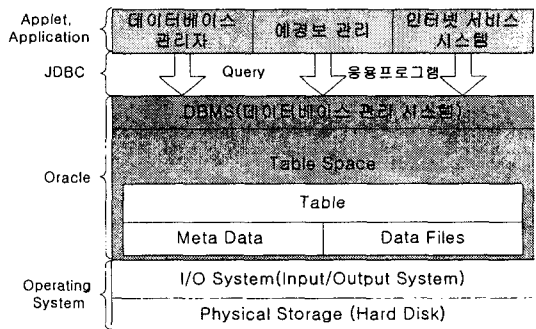 Applet,
Application
데이터베이스
관리자
예경보 관리
인터넷 서비스
시스템
JDBC
Query
응용프로그램
DBMS(데이터베이스 관리 시스템)
Oracle
Table Space
Table
Meta Data
Data Files
Operating
System
I/O System(Input/Output System)
Physical Storage (Hard Disk)